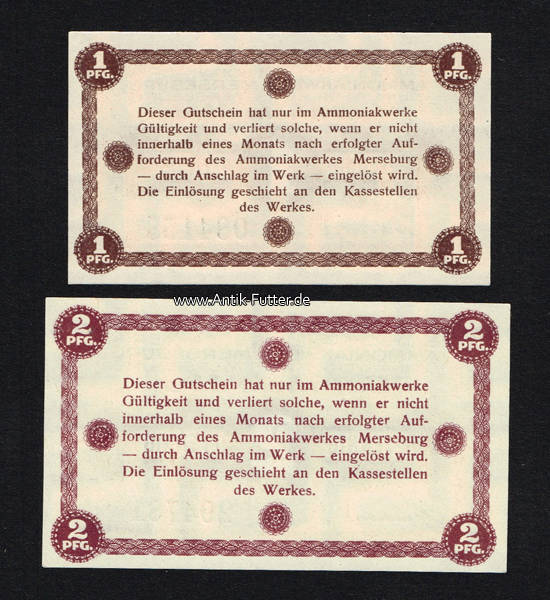 1 PFG. 1 PFG.
Dieser Gutschein hat nur im Ammoniakwerke
Gültigkeit und verliert solche, wenn er nicht
innerhalb eines Monats nach erfolgter Auf-
forderung des Ammoniakwerkes Merseburg
— durch Anschlag im Werk — eingelöst wird.
Die Einlösung geschieht an den Kassestellen
des Werkes.
1 PFG. 1 PFG.
www.Antik-Futter.de
2 PFG. 2 PFG.
Dieser Gutschein hat nur im Ammoniakwerke
Gültigkeit und verliert solche, wenn er nicht
innerhalb eines Monats nach erfolgter Auf-
forderung des Ammoniakwerkes Merseburg
— durch Anschlag im Werk — eingelöst wird.
Die Einlösung geschieht an den Kassestellen
des Werkes.
2 PFG. 2 PFG.